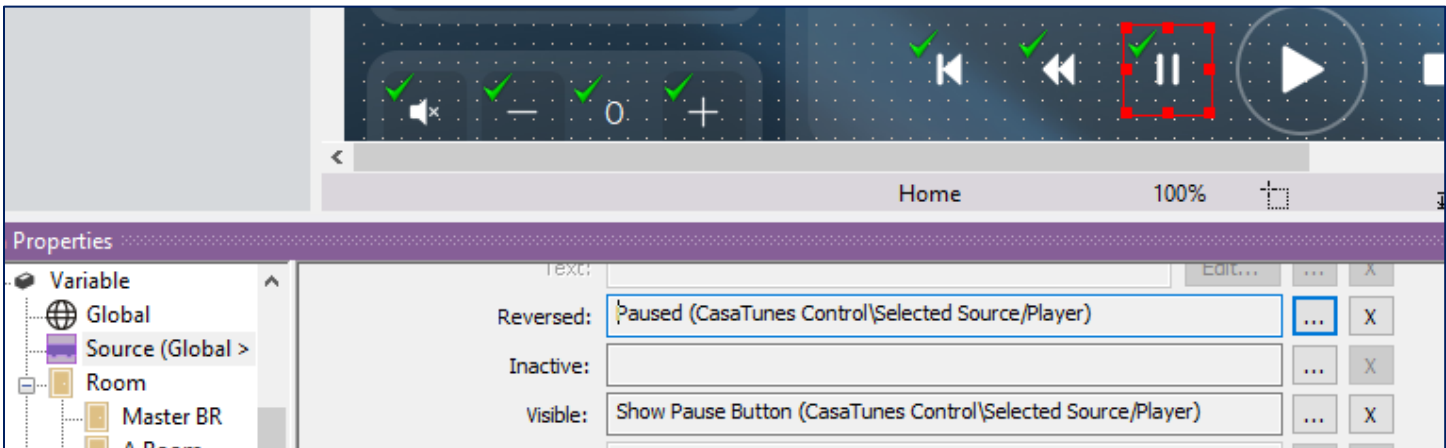 0
Home 100%
Properties
Variable
Text: Edit... ... X
Global
Reversed: Paused (CasaTunes Control\Selected Source/Player) ... X
Source (Global >
Inactive: ... X
Room
Master BR
Visible: Show Pause Button (CasaTunes Control\Selected Source/Player) ... X
A Room